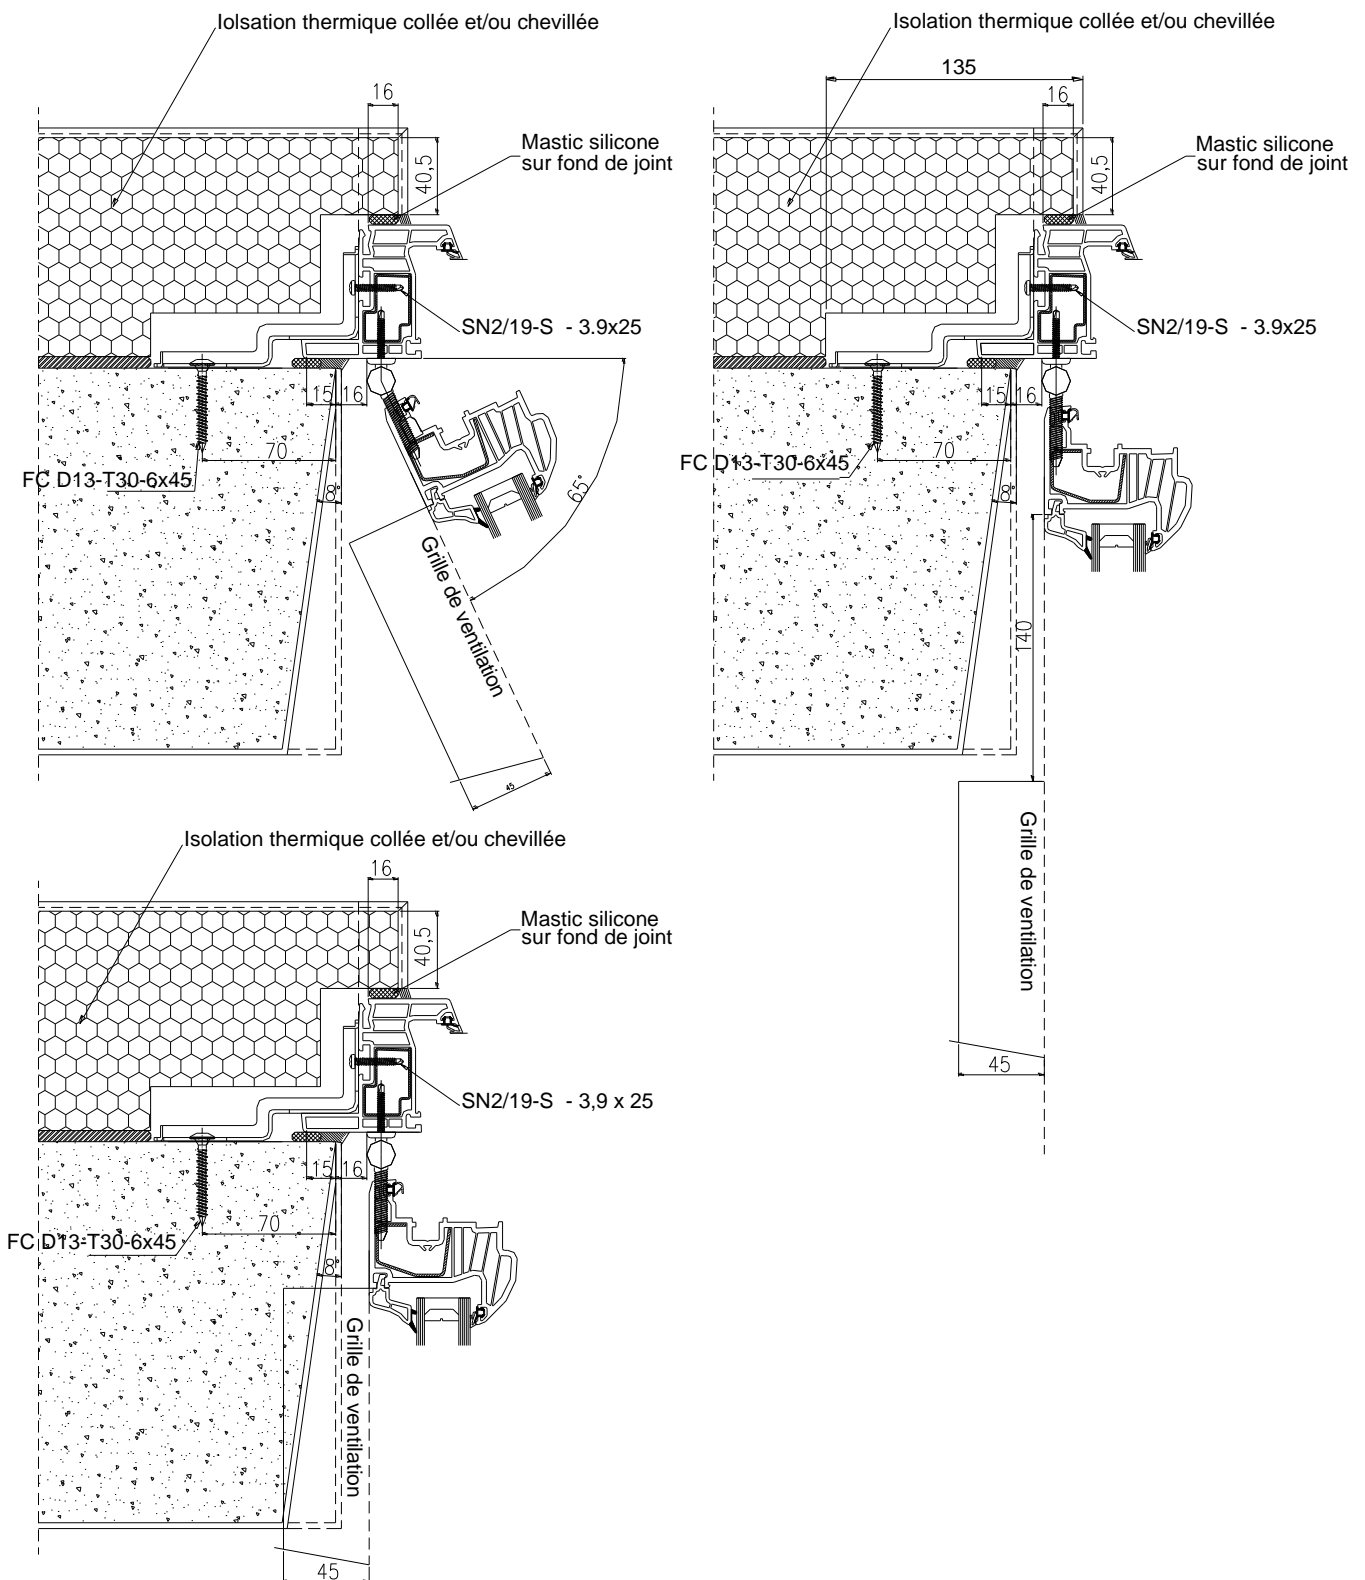 Iolsation thermique collée et/ou chevillée
16
Mastic silicone
sur fond de joint
40,5
SN2/19-S - 3.9x25
15 16
70
FC D13-T30-6x45
8°
65°
Grille de ventilation
45
Isolation thermique collée et/ou chevillée
135
16
Mastic silicone
sur fond de joint
40,5
SN2/19-S - 3.9x25
15 16
70
FC D13-T30-6x45
8°
140
Grille de ventilation
45
Isolation thermique collée et/ou chevillée
16
Mastic silicone
sur fond de joint
40,5
SN2/19-S - 3,9 x 25
15 16
70
FC D13-T30-6x45
8°
Grille de ventilation
45